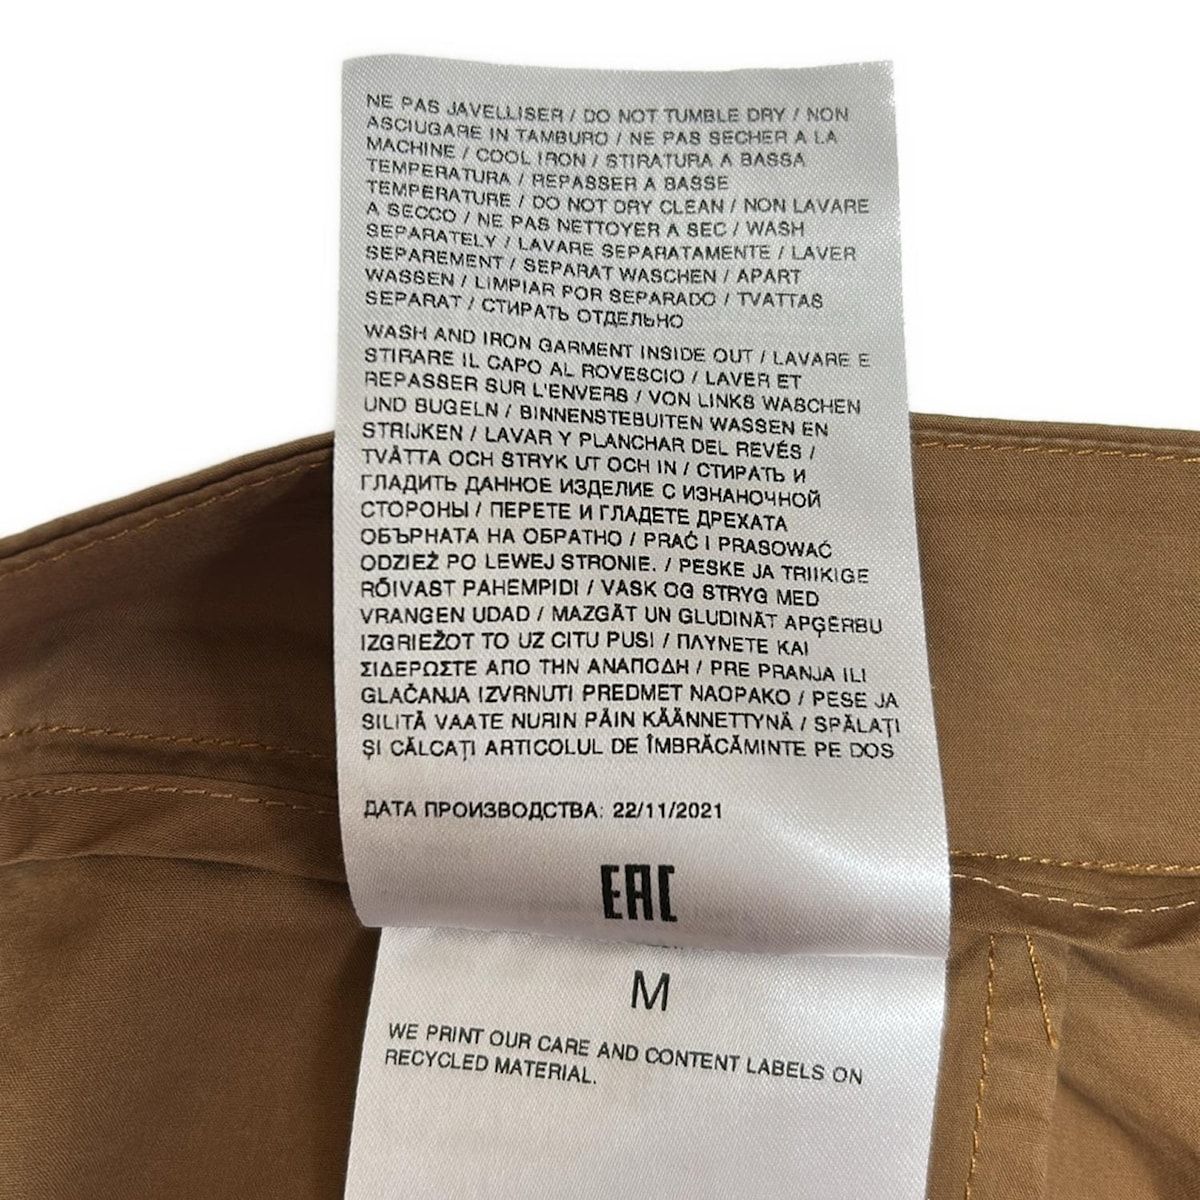 NE PAS JAVELLISER / DO NOT TUMBLE DRY / NON
ASCIUGARE IN TAMBURO / NE PAS SECHER A LA
MACHINE / COOL IRON / STIRATURA A BASSA
TEMPERATURA / REPASSER A BASSE
TEMPERATURE / DO NOT DRY CLEAN / NON LAVARE
A SECCO / NE PAS NETTOYER A SEC / WASH
SEPARATELY / LAVARE SEPARATAMENTE / LAVER
SEPAREMENT / SEPARAT WASCHEN / APART
WASSEN / LIMPIAR POR SEPARADO / TVATTAS
SEPARAT / СТИРАТЬ ОТДЕЛЬНО
WASH AND IRON GARMENT INSIDE OUT / LAVARE E
STIRARE IL CAPO AL ROVESCIO / LAVER ET
REPASSER SUR L'ENVERS / VON LINKS WASCHEN
UND BUGELN / BINNENSTEBUITEN WASSEN EN
STRIJKEN / LAVAR Y PLANCHAR DEL REVÉS /
TVÄTTA OCH STRYK UT OCH IN / СТИРАТЬ И
ГЛАДИТЬ ДАННОЕ ИЗДЕЛИЕ С ИЗНАНОЧНОЙ
СТОРОНЫ / ПЕРЕТЕ И ГЛАДЕТЕ ДРЕХАТА
ОБЪРНАТА НА ОБРАТНО / PRAĆ I PRASOWAĆ
ODZIEŻ PO LEWEJ STRONIE. / PESKE JA TRIIKIGE
RÕIVAST PAHEMPIDI / VASK OG STRYG MED
VRANGEN UDAD / MAZGĀT UN GLUDINĀT APĢĒRBU
IZGRIEŽOT TO UZ CITU PUSI / ΠΛΥΝΕΤΕ ΚΑΙ
ΣΙΔΕΡΩΣΤΕ ΑΠΟ ΤΗΝ ΑΝΑΠΟΔΗ / PRE PRANJA ILI
GLAČANJA IZVRNUTI PREDMET NAOPAKO / PESE JA
SILITÄ VAATE NURIN PÄIN KÄÄNNETTYNÄ / SPĂLAȚI
ȘI CĂLCAȚI ARTICOLUL DE ÎMBRĂCĂMINTE PE DOS
ДАТА ПРОИЗВОДСТВА: 22/11/2021
EAC
M
WE PRINT OUR CARE AND CONTENT LABELS ON
RECYCLED MATERIAL.